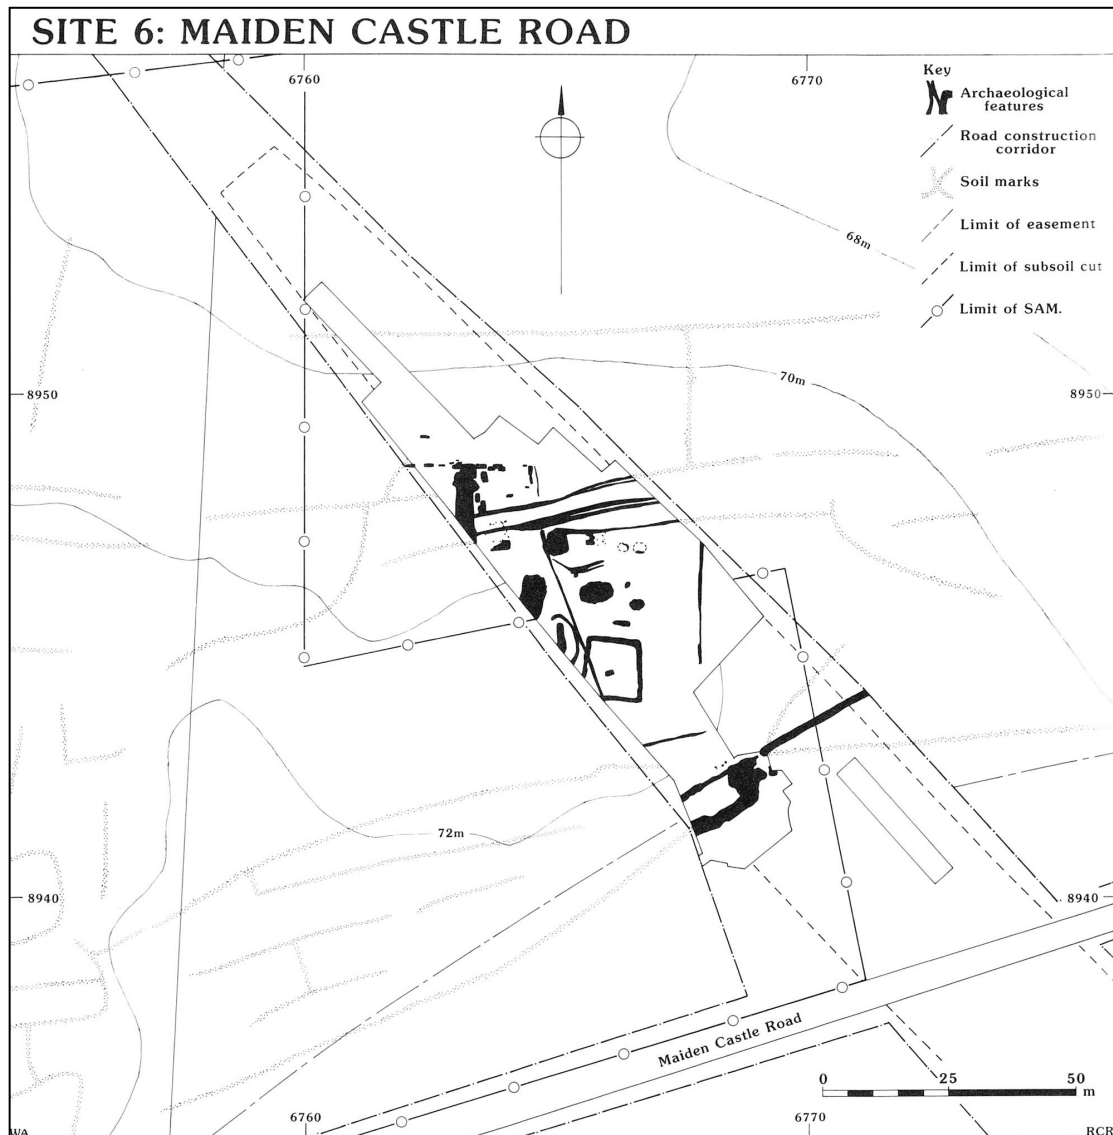 SITE 6: MAIDEN CASTLE ROAD
6760
6770
Key
Archaeological
features
Road construction
corridor
Soil marks
Limit of easement
Limit of subsoil cut
Limit of SAM.
68m
70m
8950
8950
72m
8940
8940
Maiden Castle Road
0 25 50
m
6760
6770
WA
RCR